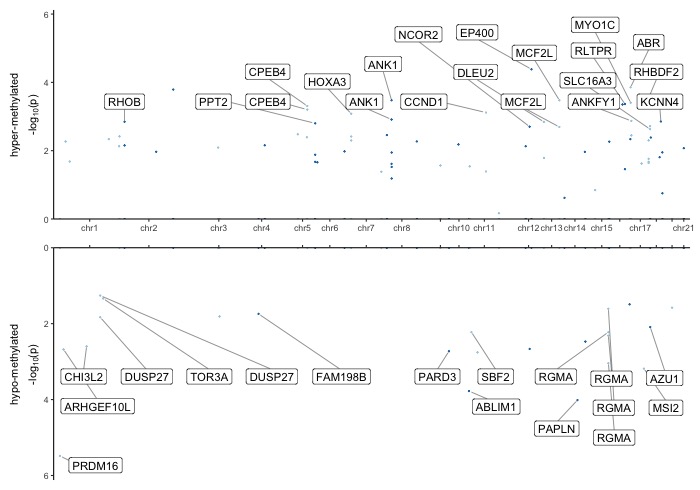 hyper-methylated
-log10(p)
6
4
2
0
RHOB
PPT2
CPEB4
CPEB4
HOXA3
ANK1
ANK1
NCOR2
CCND1
EP400
DLEU2
MCF2L
MCF2L
MYO1C
RLTPR
SLC16A3
ANKFY1
ABR
RHBDF2
KCNN4
chr1
chr2
chr3
chr4
chr5
chr6
chr7
chr8
chr10
chr11
chr12
chr13
chr14
chr15
chr17
chr21
hypo-methylated
-log10(p)
0
2
4
6
CHI3L2
DUSP27
TOR3A
DUSP27
FAM198B
PARD3
SBF2
RGMA
RGMA
AZU1
ARHGEF10L
ABLIM1
RGMA
MSI2
PAPLN
RGMA
PRDM16